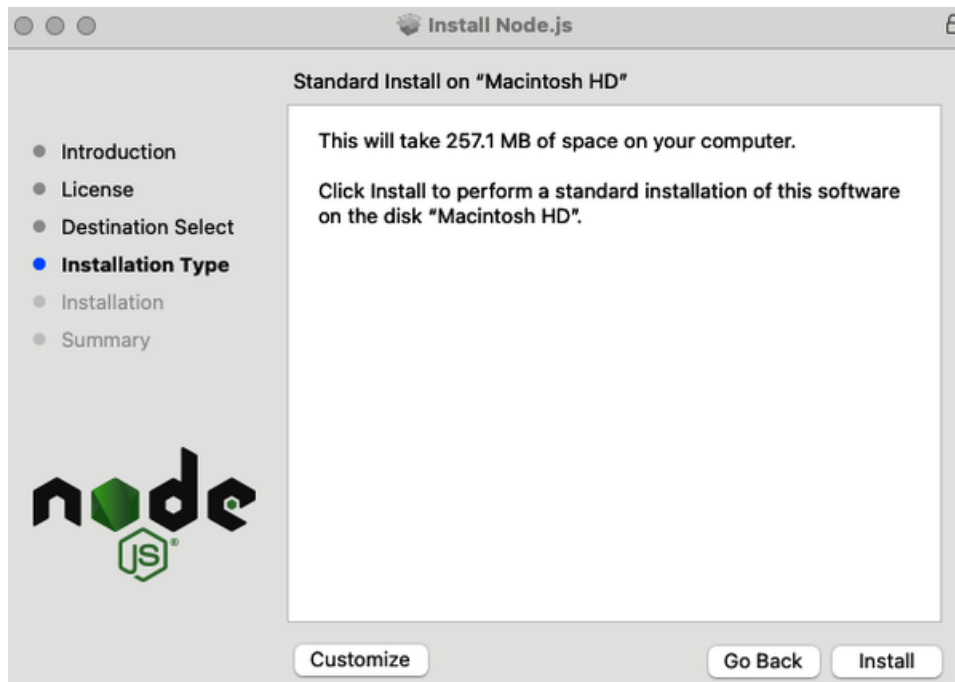 Install Node.js
Standard Install on “Macintosh HD”
Introduction
License
Destination Select
Installation Type
Installation
Summary
This will take 257.1 MB of space on your computer.
Click Install to perform a standard installation of this software
on the disk “Macintosh HD”.
node
JS®
Customize
Go Back
Install